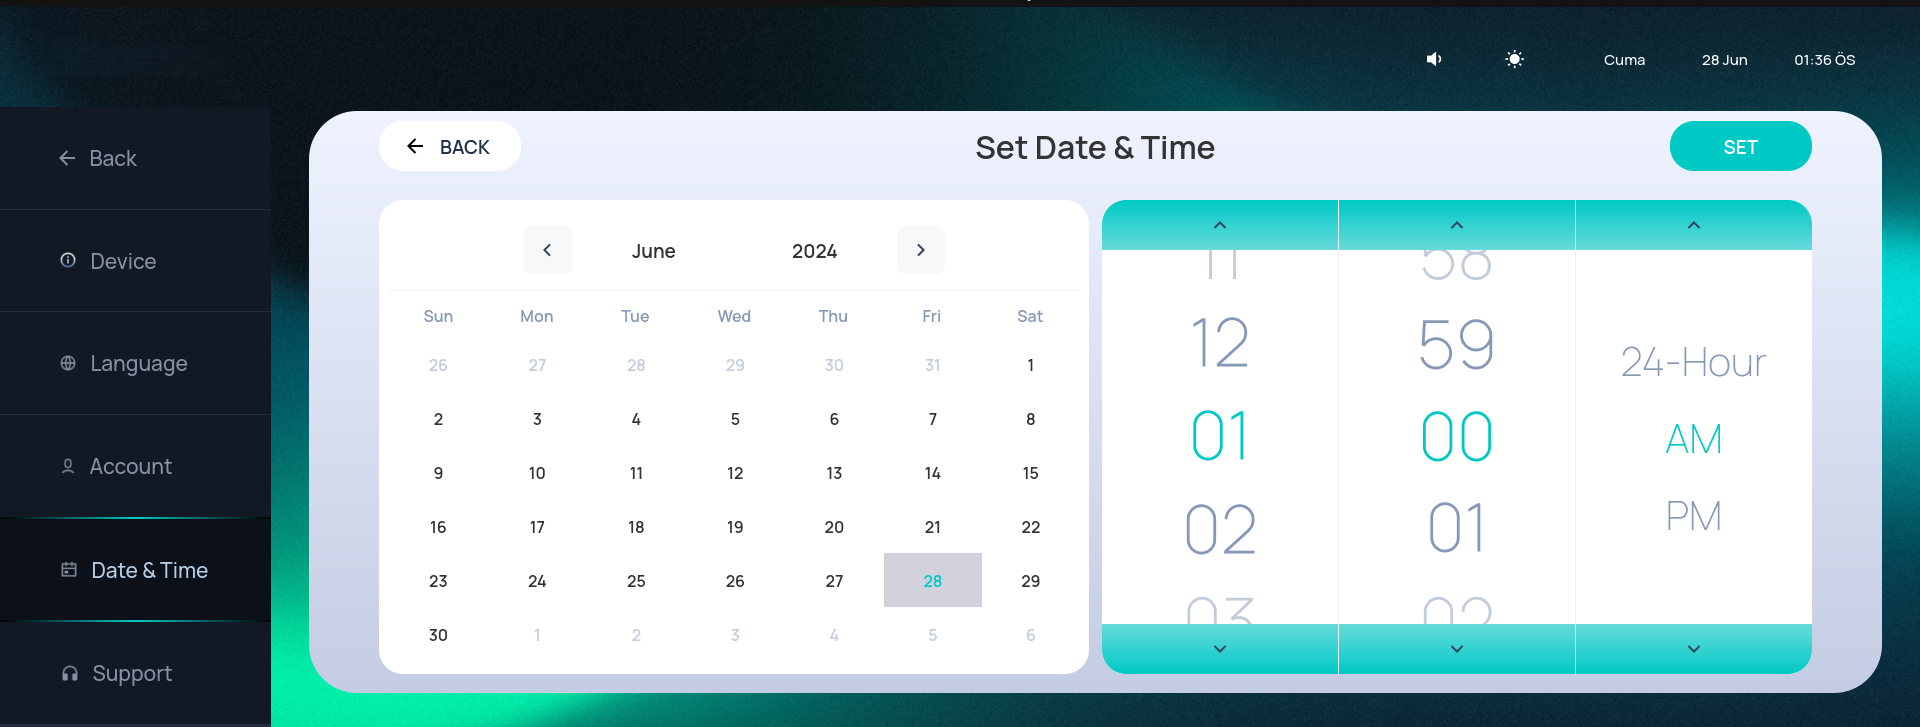 Cuma 28 Jun 01:36 ÖS
Back
Device
Language
Account
Date & Time
Support
BACK Set Date & Time SET
June 2024
Sun Mon Tue Wed Thu Fri Sat
26 27 28 29 30 31 1
2 3 4 5 6 7 8
9 10 11 12 13 14 15
16 17 18 19 20 21 22
23 24 25 26 27 28 29
30 1 2 3 4 5 6
11 58
12 59
24-Hour
01 00 AM
02 01 PM
03 02